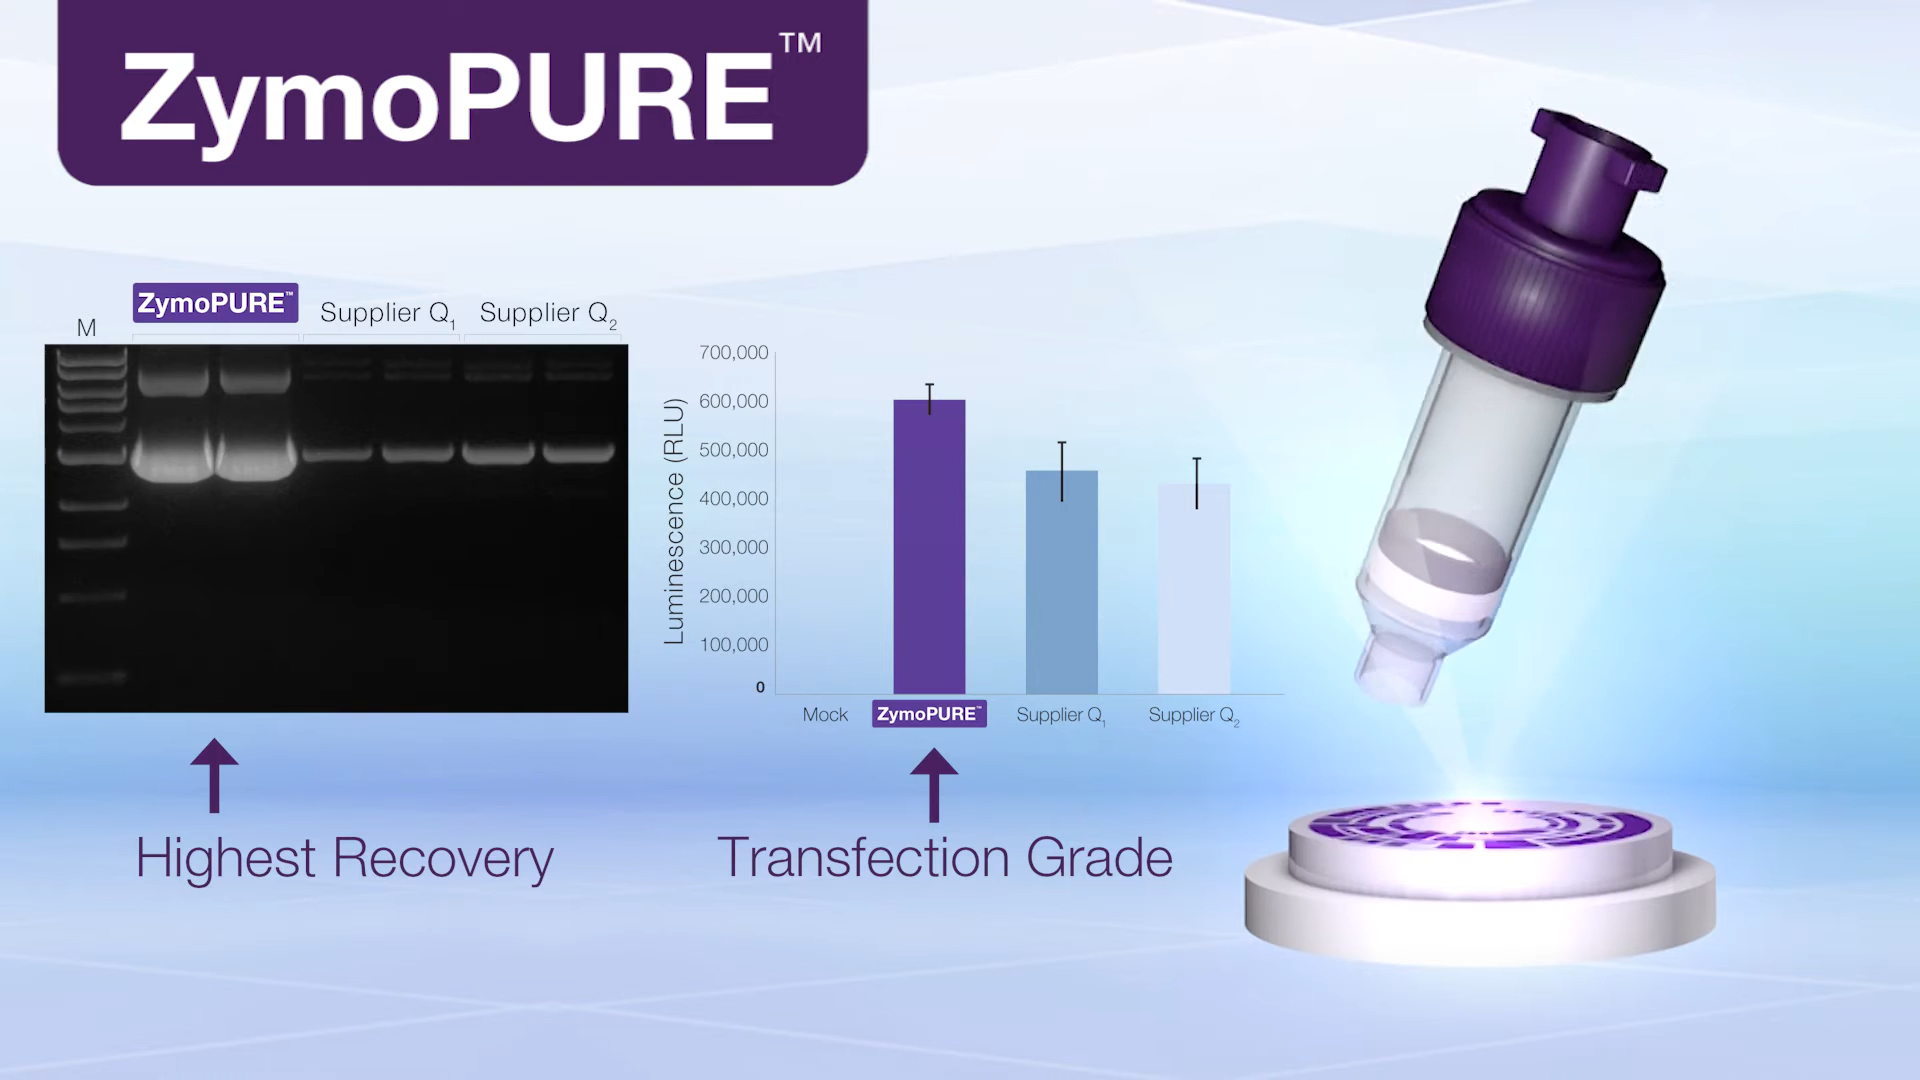 ZymoPURE™
M
ZymoPURE™
Supplier Q₁
Supplier Q₂
Luminescence (RLU)
700,000
600,000
500,000
400,000
300,000
200,000
100,000
0
Mock
ZymoPURE™
Supplier Q₁
Supplier Q₂
Highest Recovery
Transfection Grade